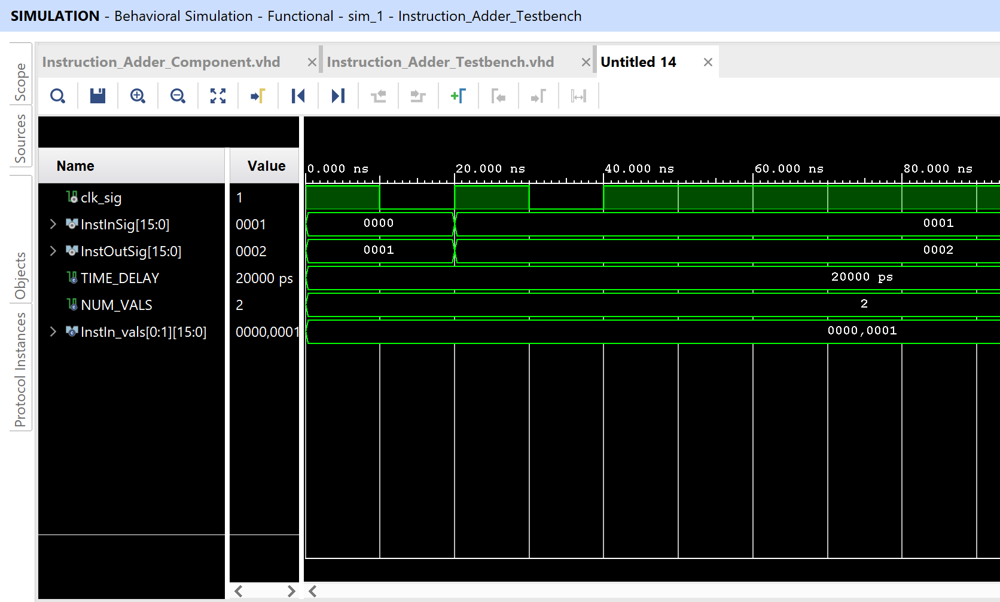 SIMULATION - Behavioral Simulation - Functional - sim_1 - Instruction_Adder_Testbench
Scope
Sources
Objects
Protocol Instances
Instruction_Adder_Component.vhd
Instruction_Adder_Testbench.vhd
Untitled 14
Name Value
0.000 ns 20.000 ns 40.000 ns 60.000 ns 80.000 ns
clk_sig 1
InstInSig[15:0] 0001 0000 0001
InstOutSig[15:0] 0002 0001 0002
TIME_DELAY 20000 ps 20000 ps
NUM_VALS 2 2
InstIn_vals[0:1][15:0] 0000,0001 0000,0001